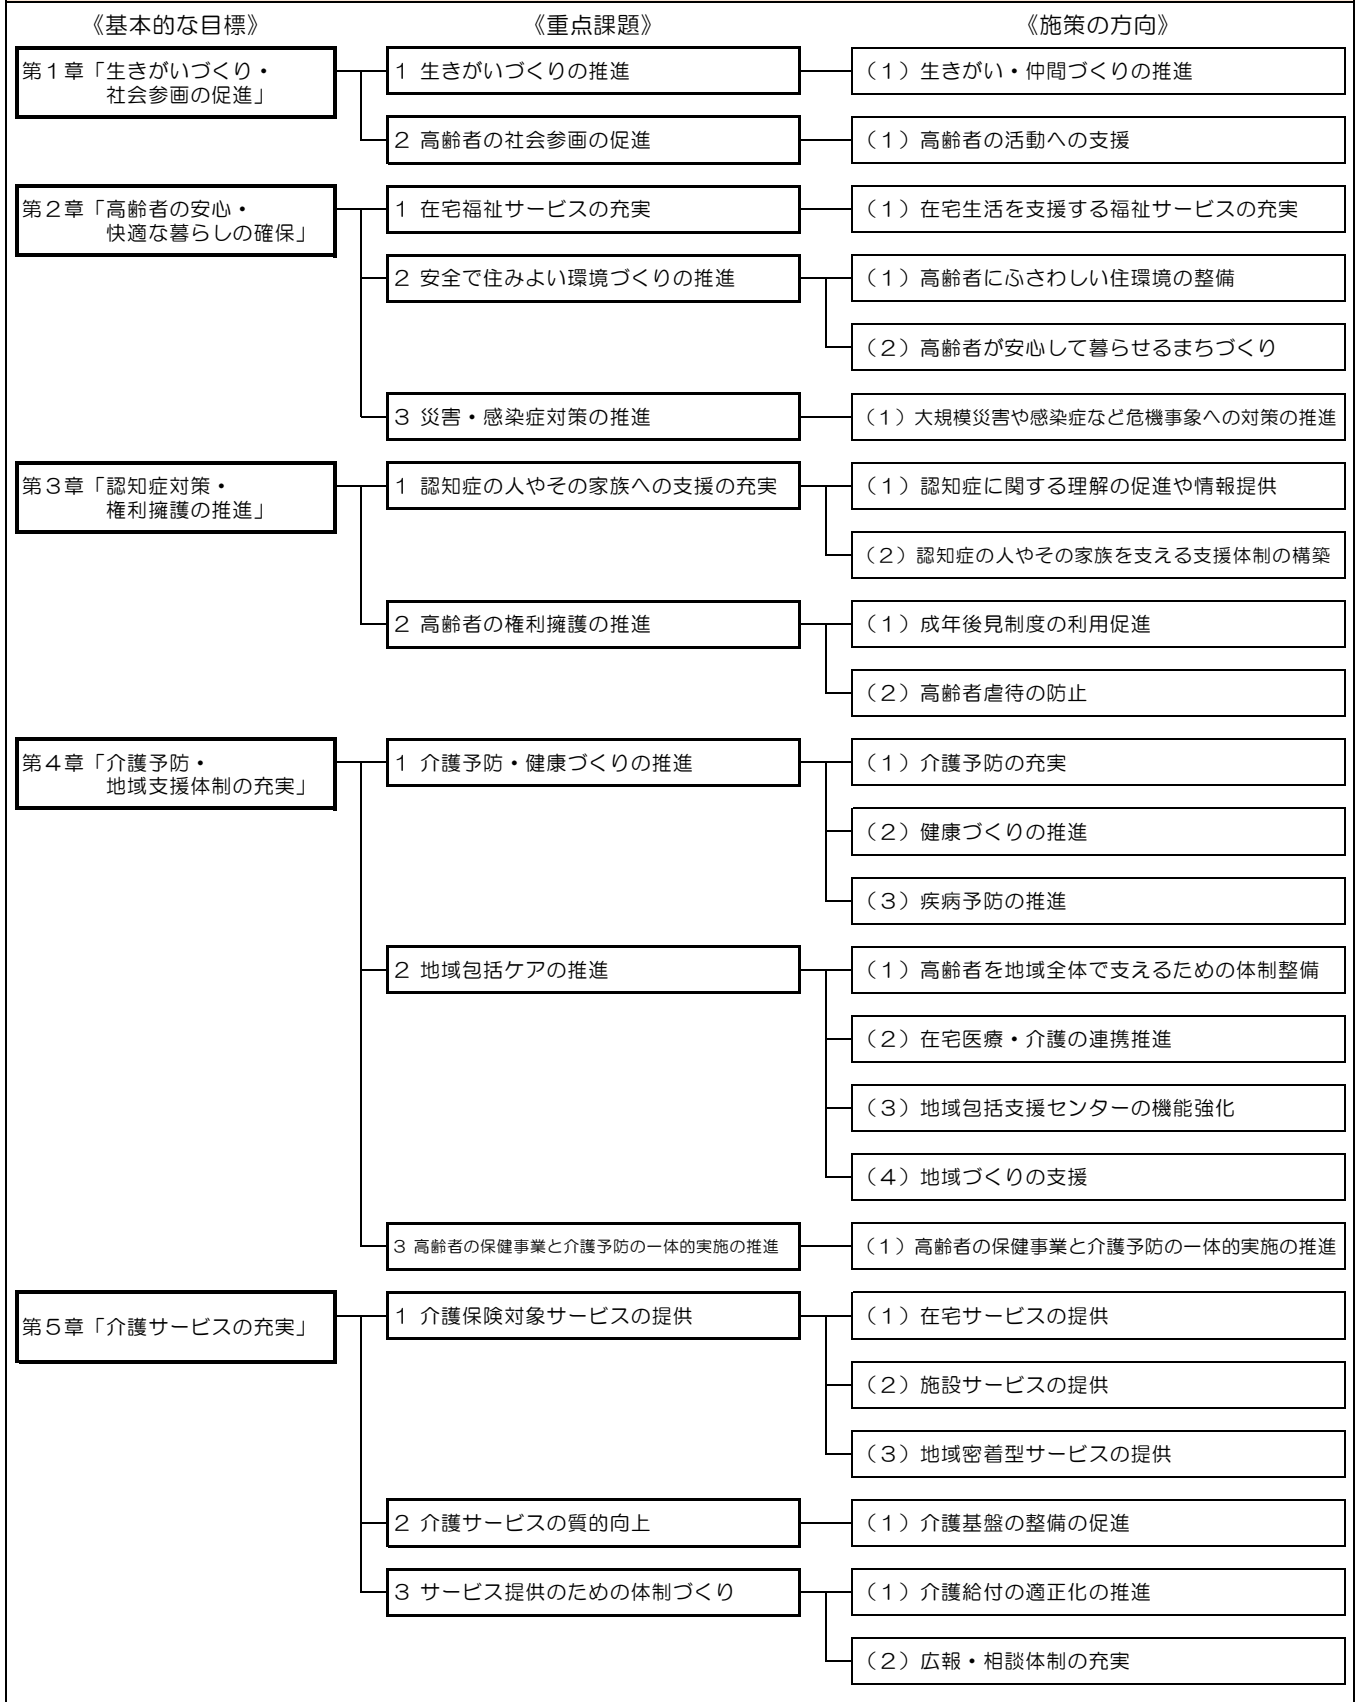 《基本的な目標》 《重点課題》 《施策の方向》
第１章「生きがいづくり・
社会参画の促進」
１ 生きがいづくりの推進
（１）生きがい・仲間づくりの推進
２ 高齢者の社会参画の促進
（１）高齢者の活動への支援
第２章「高齢者の安心・
快適な暮らしの確保」
１ 在宅福祉サービスの充実
（１）在宅生活を支援する福祉サービスの充実
２ 安全で住みよい環境づくりの推進
（１）高齢者にふさわしい住環境の整備
（２）高齢者が安心して暮らせるまちづくり
３ 災害・感染症対策の推進
（１）大規模災害や感染症など危機事象への対策の推進
第３章「認知症対策・
権利擁護の推進」
１ 認知症の人やその家族への支援の充実
（１）認知症に関する理解の促進や情報提供
（２）認知症の人やその家族を支える支援体制の構築
２ 高齢者の権利擁護の推進
（１）成年後見制度の利用促進
（２）高齢者虐待の防止
第４章「介護予防・
地域支援体制の充実」
１ 介護予防・健康づくりの推進
（１）介護予防の充実
（２）健康づくりの推進
（３）疾病予防の推進
２ 地域包括ケアの推進
（１）高齢者を地域全体で支えるための体制整備
（２）在宅医療・介護の連携推進
（３）地域包括支援センターの機能強化
（４）地域づくりの支援
３ 高齢者の保健事業と介護予防の一体的実施の推進
（１）高齢者の保健事業と介護予防の一体的実施の推進
第５章「介護サービスの充実」
１ 介護保険対象サービスの提供
（１）在宅サービスの提供
（２）施設サービスの提供
（３）地域密着型サービスの提供
２ 介護サービスの質的向上
（１）介護基盤の整備の促進
３ サービス提供のための体制づくり
（１）介護給付の適正化の推進
（２）広報・相談体制の充実